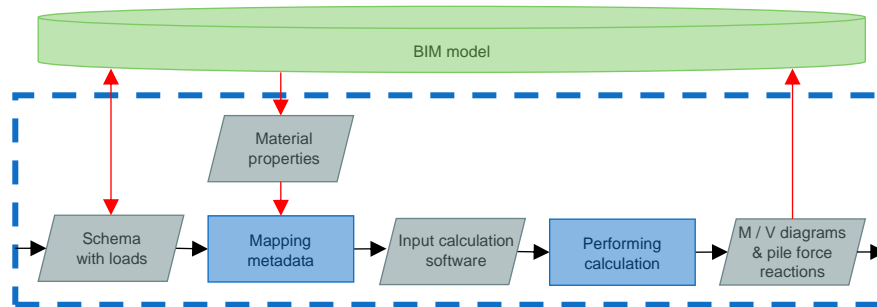 BIM model
Material
properties
Schema
with loads
Mapping
metadata
Input calculation
software
Performing
calculation
M / V diagrams
& pile force
reactions